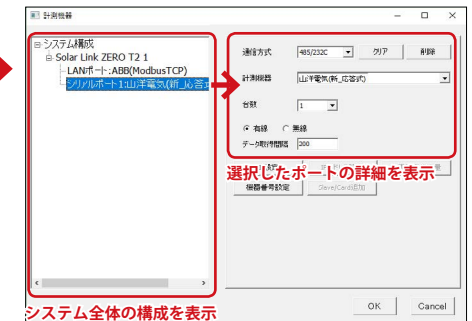 計測機器
システム構成
Solar Link ZERO T2 1
LANポート:ABB(ModbusTCP)
シリアルポート1:山洋電気(新_応答式
通信方式 485/232C クリア 削除
計測機器 山洋電気(新_応答式)
台数 1
有線 無線
データ取得間隔 200
選択したポートの詳細を表示
機器番号設定 Slave/Card追加
システム全体の構成を表示
OK Cancel